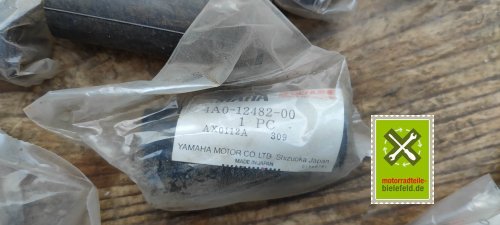 YAMAHA
4A0-12482-00
1 PC
AX0112A 309
YAMAHA MOTOR CO.LTD. Shizuoka Japan
MADE IN JAPAN
motorradteile-
bielefeld.de